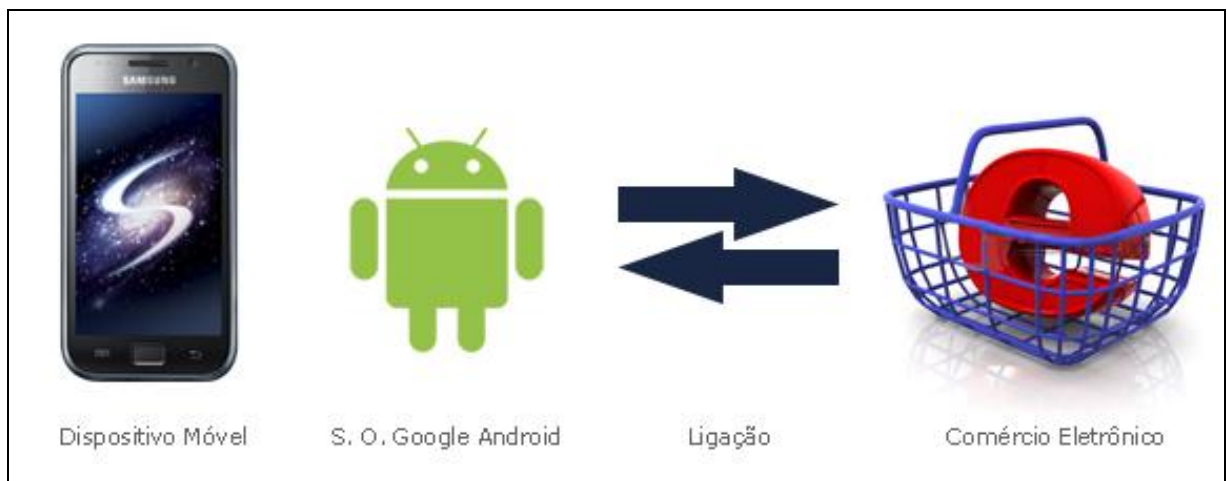 SAMSUNG
Dispositivo Móvel
S. O. Google Android
Ligação
Comércio Eletrônico